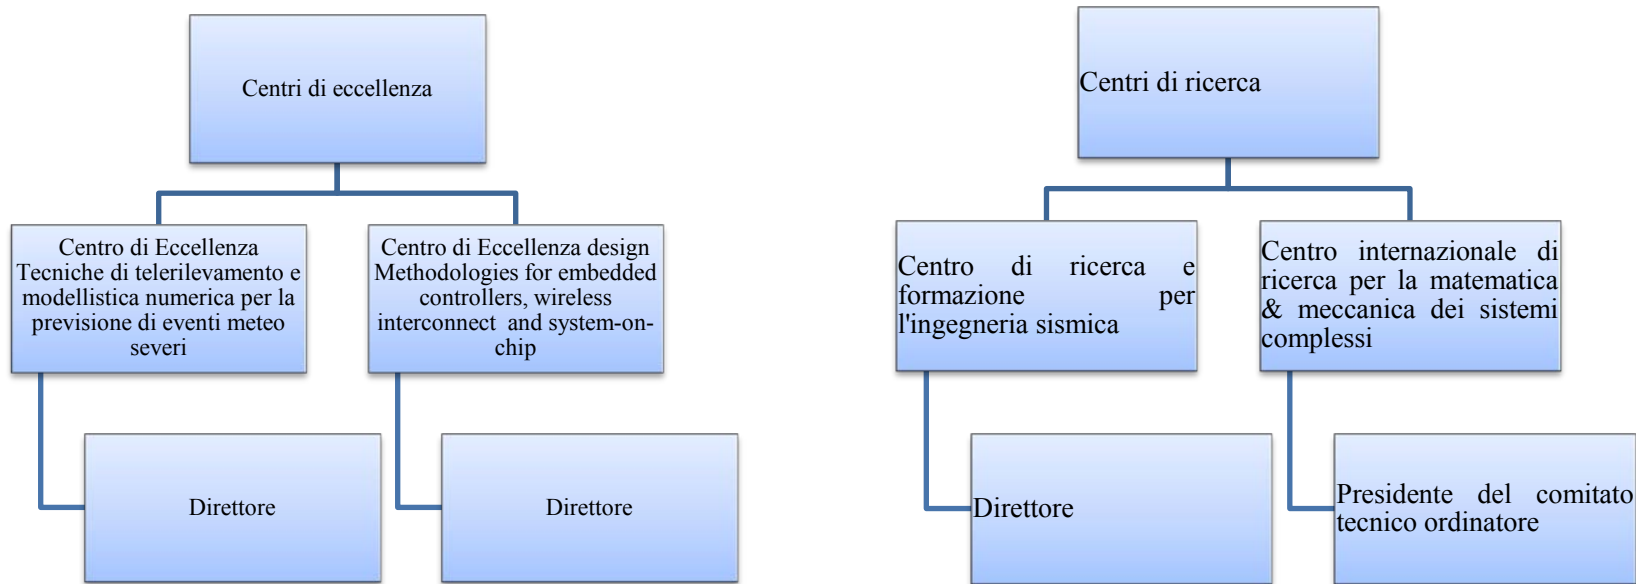 Centri di eccellenza
Centro di Eccellenza
Tecniche di telerilevamento e
modellistica numerica per la
previsione di eventi meteo
severi
Centro di Eccellenza design
Methodologies for embedded
controllers, wireless
interconnect and system-on-
chip
Direttore
Direttore
Centri di ricerca
Centro di ricerca e
formazione per
l'ingegneria sismica
Centro internazionale di
ricerca per la matematica
& meccanica dei sistemi
complessi
Direttore
Presidente del comitato
tecnico ordinatore